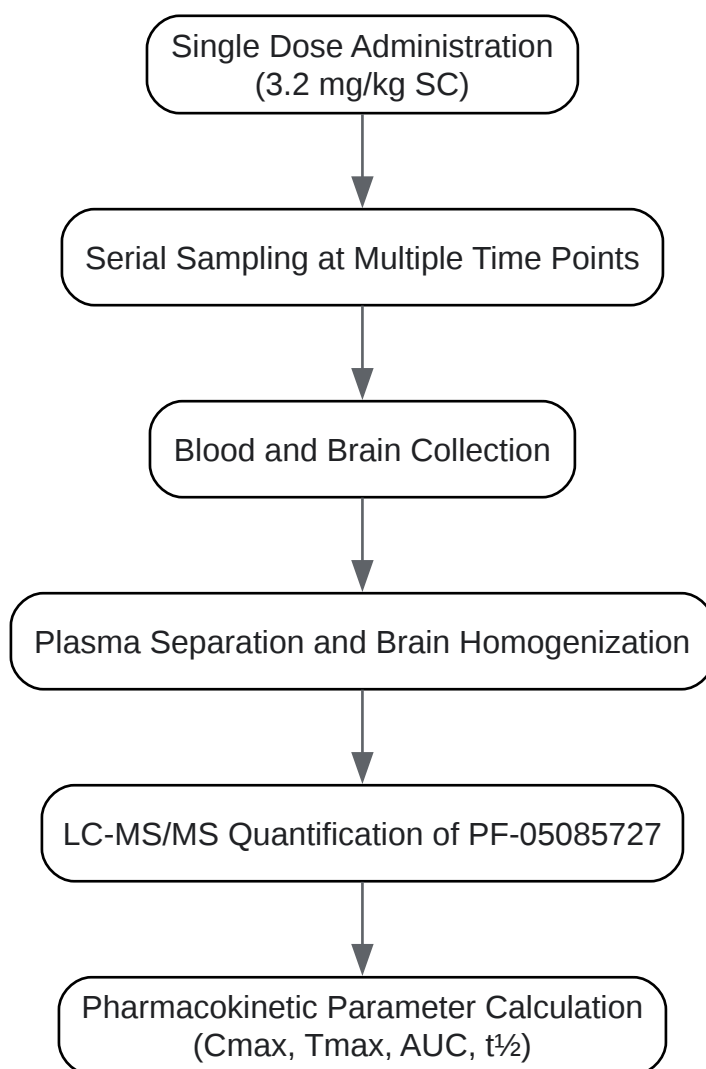 Single Dose Administration
(3.2 mg/kg SC)
Serial Sampling at Multiple Time Points
Blood and Brain Collection
Plasma Separation and Brain Homogenization
LC-MS/MS Quantification of PF-05085727
Pharmacokinetic Parameter Calculation
(Cmax, Tmax, AUC, t½)